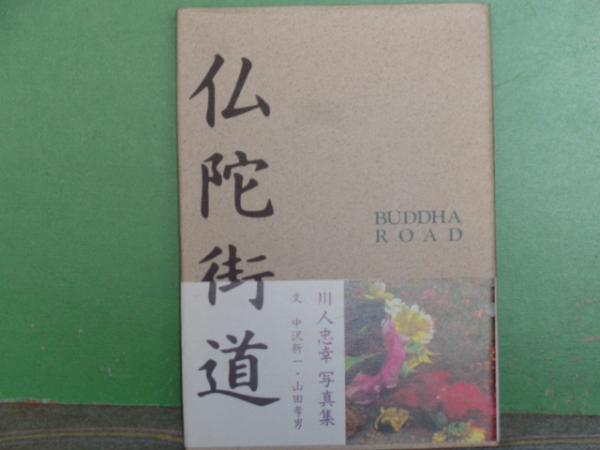 仏陀街道
BUDDHA
ROAD
川人忠幸 写真集
文 中沢新一・山田孝男